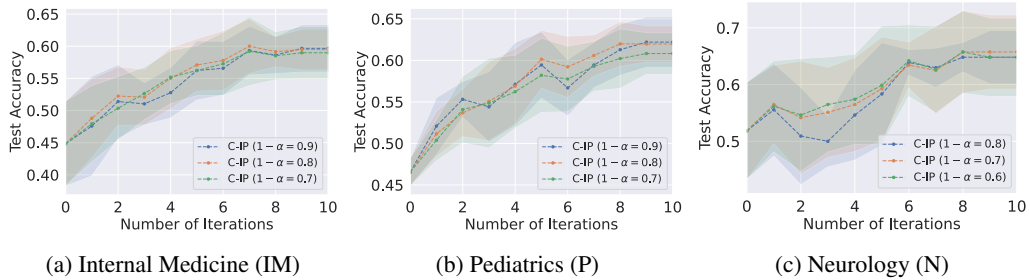 Test Accuracy
0.65
0.60
0.55
0.50
0.45
0.40
C-IP (1 − α = 0.9)
C-IP (1 − α = 0.8)
C-IP (1 − α = 0.7)
0 2 4 6 8 10
Number of Iterations
(a) Internal Medicine (IM)
Test Accuracy
0.65
0.60
0.55
0.50
0.45
C-IP (1 − α = 0.9)
C-IP (1 − α = 0.8)
C-IP (1 − α = 0.7)
0 2 4 6 8 10
Number of Iterations
(b) Pediatrics (P)
Test Accuracy
0.7
0.6
0.5
C-IP (1 − α = 0.8)
C-IP (1 − α = 0.7)
C-IP (1 − α = 0.6)
0 2 4 6 8 10
Number of Iterations
(c) Neurology (N)